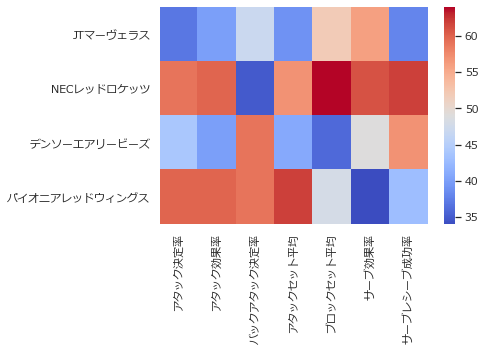 JTマーヴェラス
NECレッドロケッツ
デンソーエアリービーズ
パイオニアレッドウィングス
アタック決定率
アタック効果率
バックアタック決定率
アタックセット平均
ブロックセット平均
サーブ効果率
サーブレシーブ成功率
60
55
50
45
40
35